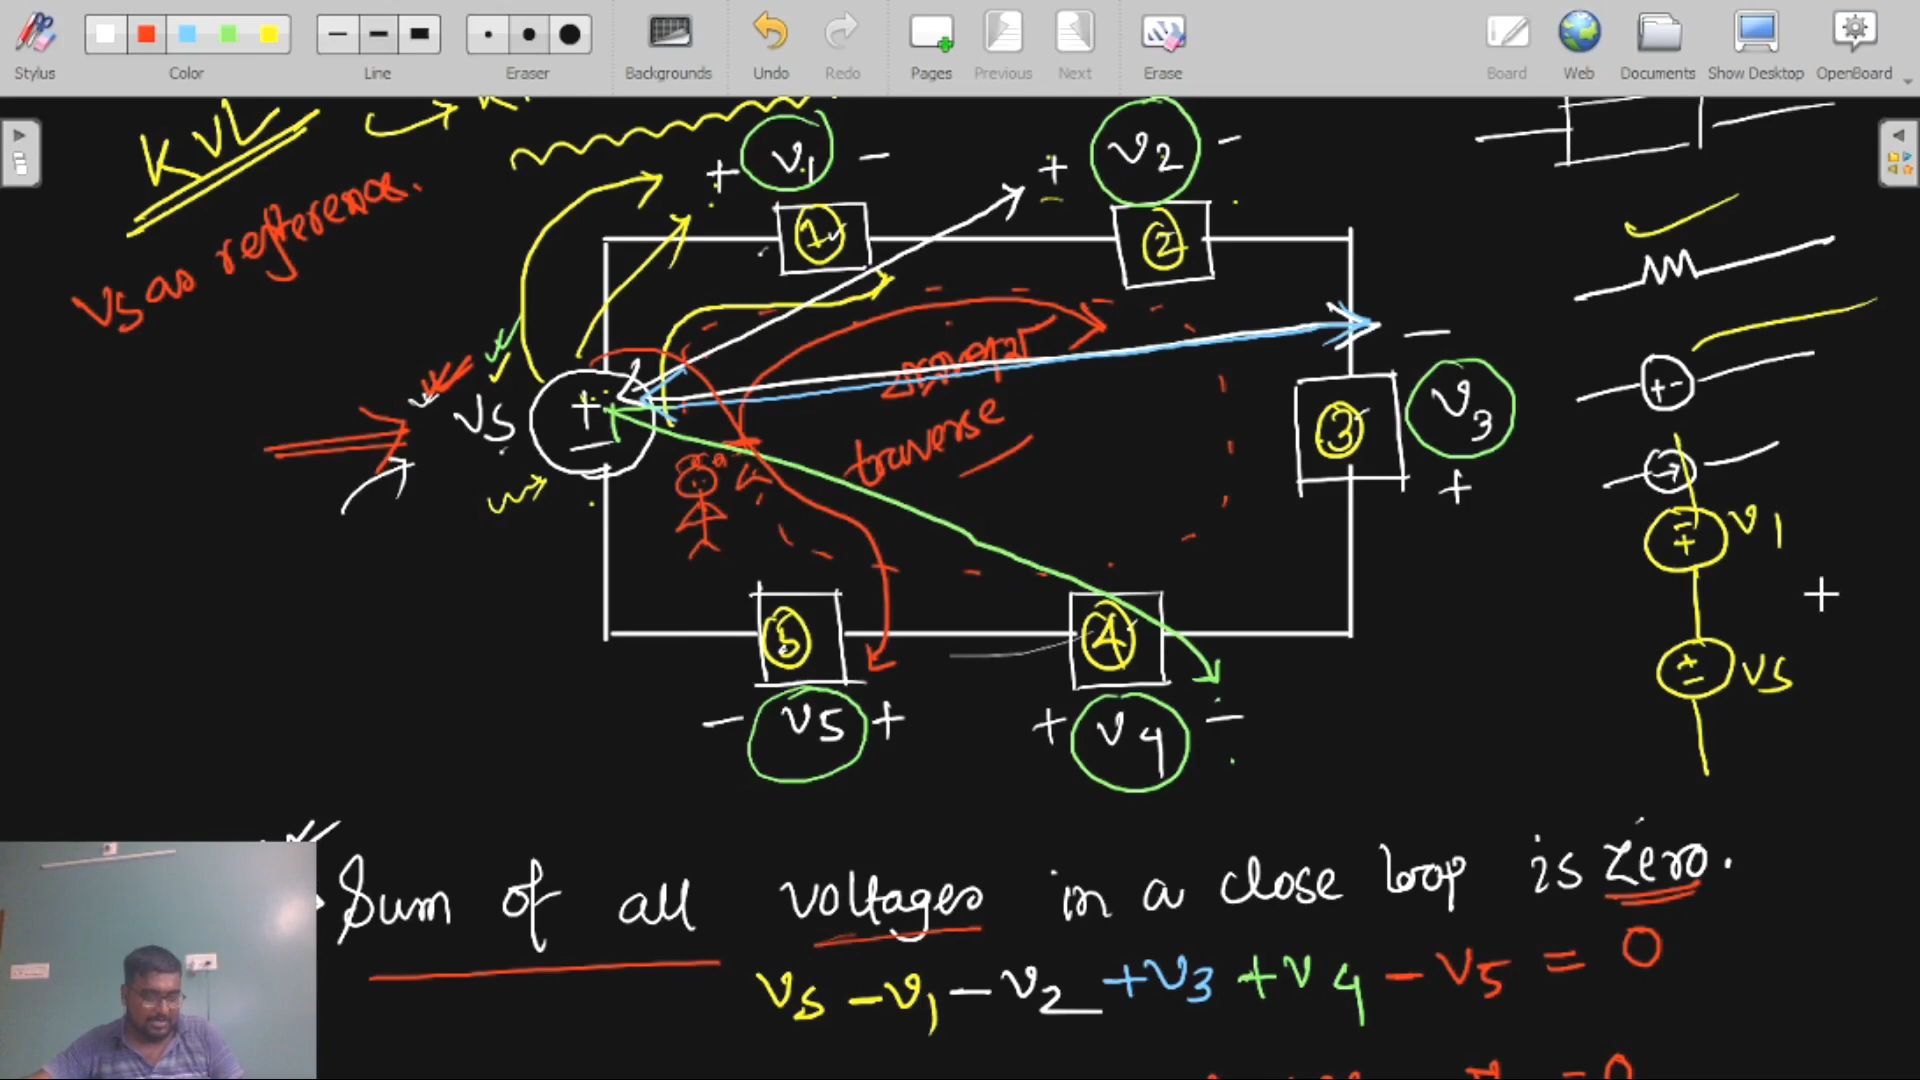 Stylus Color Line Eraser Backgrounds Undo Redo Pages Previous Next Erase Board Web Documents Show Desktop OpenBoard
KVL
Vs as refference.
+ V1 -
+ V2 -
1
2
-
V3
+
3
Vs
+
-
traverse
5
4
- V5 +
+ V4 -
+ -
V1
+
Vs
Sum of all voltages in a close loop is zero.
Vs - V1 - V2 + V3 + V4 - V5 = 0
= 0